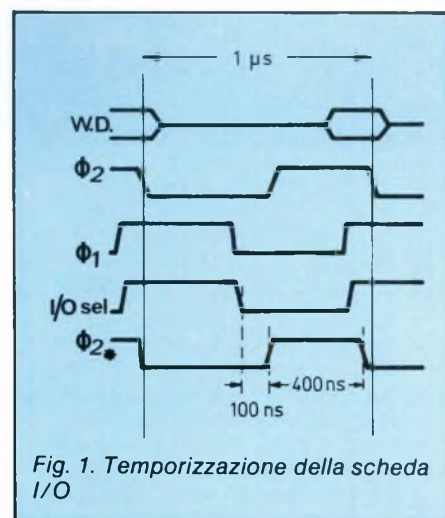 1 µs
W.D.
Φ2
Φ1
I/O sel
Φ2*
100 ns
400 ns
Fig. 1. Temporizzazione della scheda
I/O